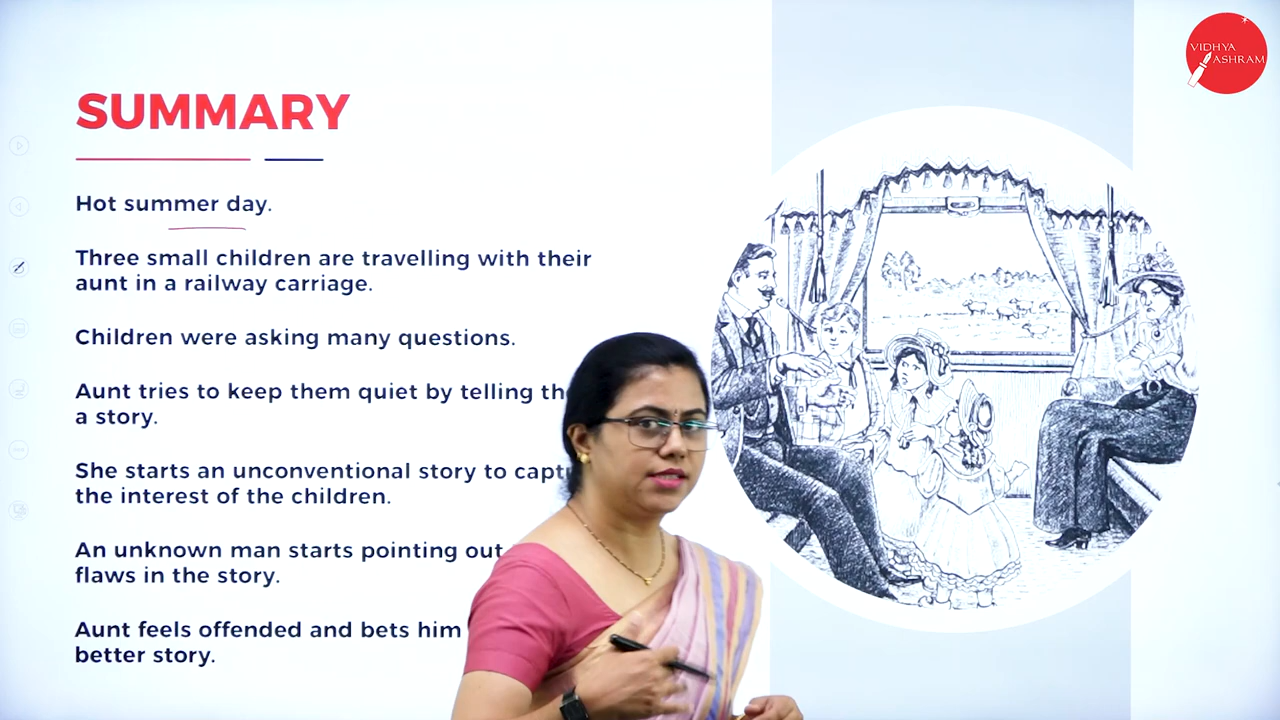 VIDHYA
ASHRAM
SUMMARY
Hot summer day.
Three small children are travelling with their
aunt in a railway carriage.
Children were asking many questions.
Aunt tries to keep them quiet by telling th
a story.
She starts an unconventional story to capt
the interest of the children.
An unknown man starts pointing out
flaws in the story.
Aunt feels offended and bets him
better story.